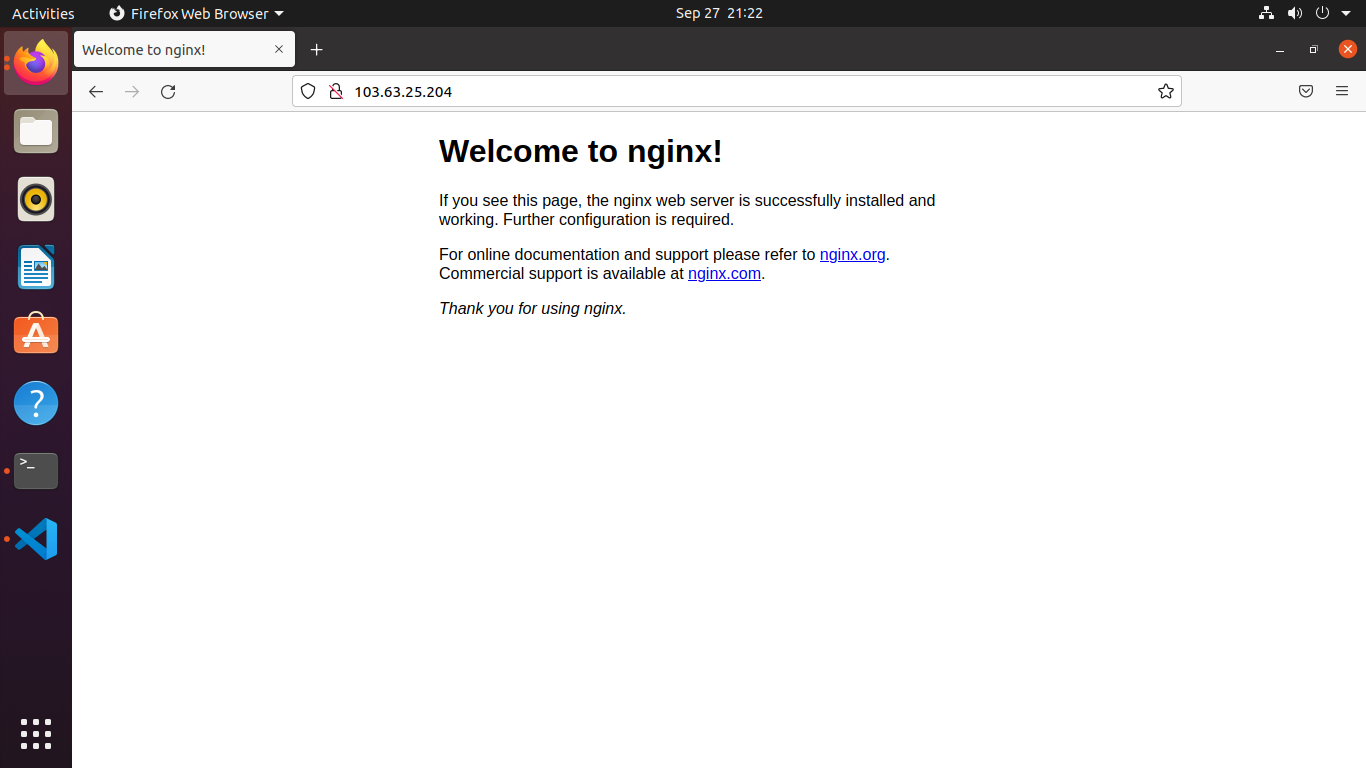 Activities
Firefox Web Browser
Sep 27 21:22
Welcome to nginx!
103.63.25.204
Welcome to nginx!
If you see this page, the nginx web server is successfully installed and
working. Further configuration is required.
For online documentation and support please refer to nginx.org.
Commercial support is available at nginx.com.
Thank you for using nginx.